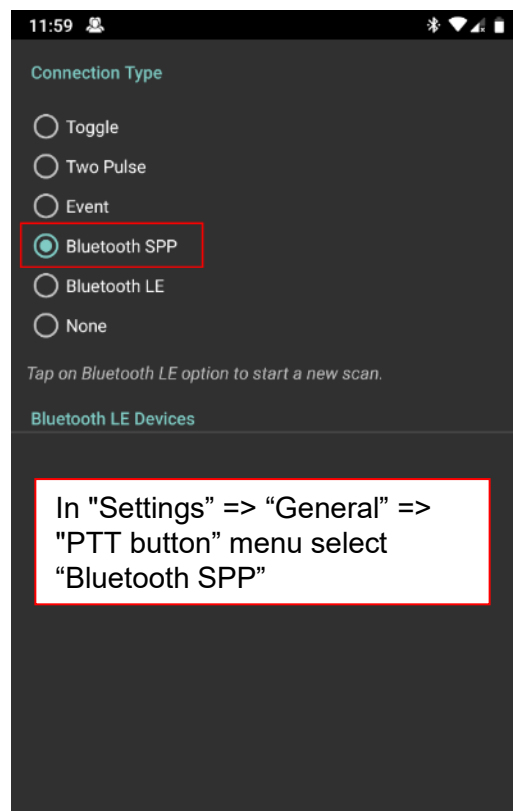 11:59
Connection Type
Toggle
Two Pulse
Event
Bluetooth SPP
Bluetooth LE
None
Tap on Bluetooth LE option to start a new scan.
Bluetooth LE Devices
In "Settings” => “General” =>
"PTT button” menu select
“Bluetooth SPP”